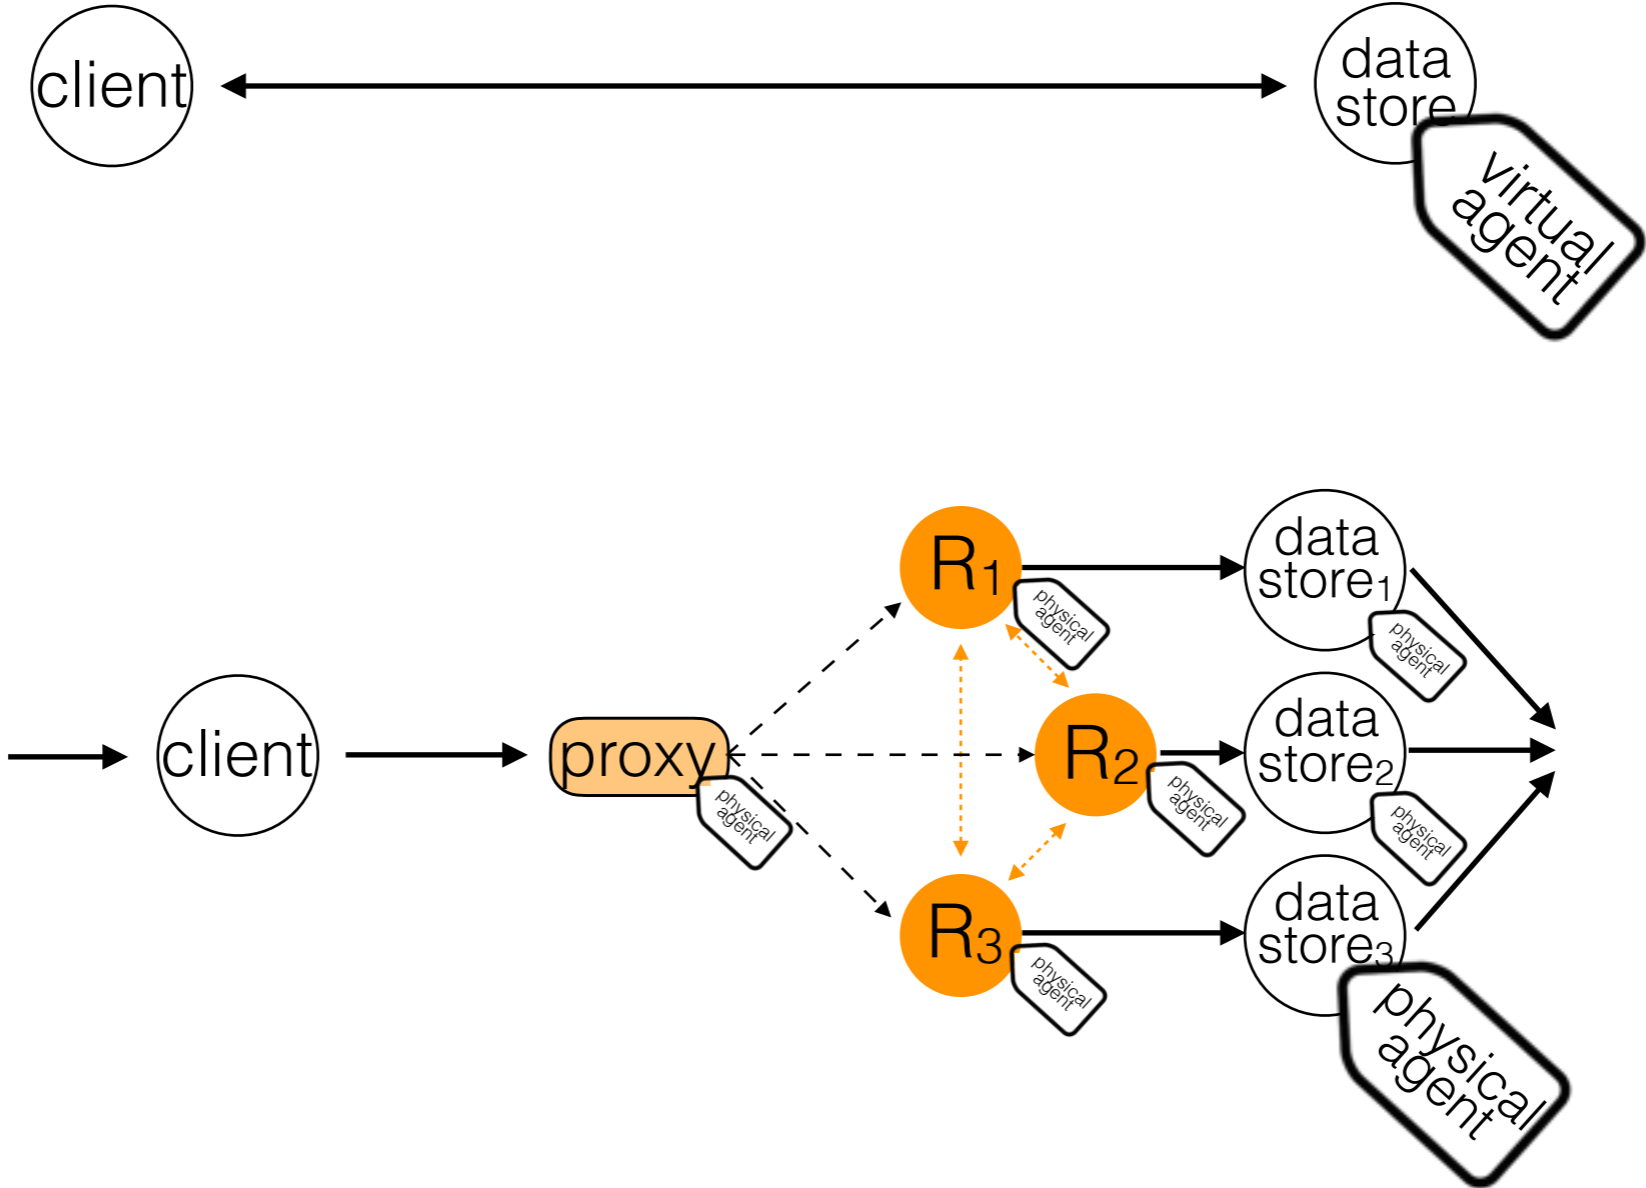 client
data
store
virtual
agent
R1
physical
agent
data
store1
physical
agent
client
proxy
physical
agent
R2
physical
agent
data
store2
physical
agent
R3
physical
agent
data
store3
physical
agent